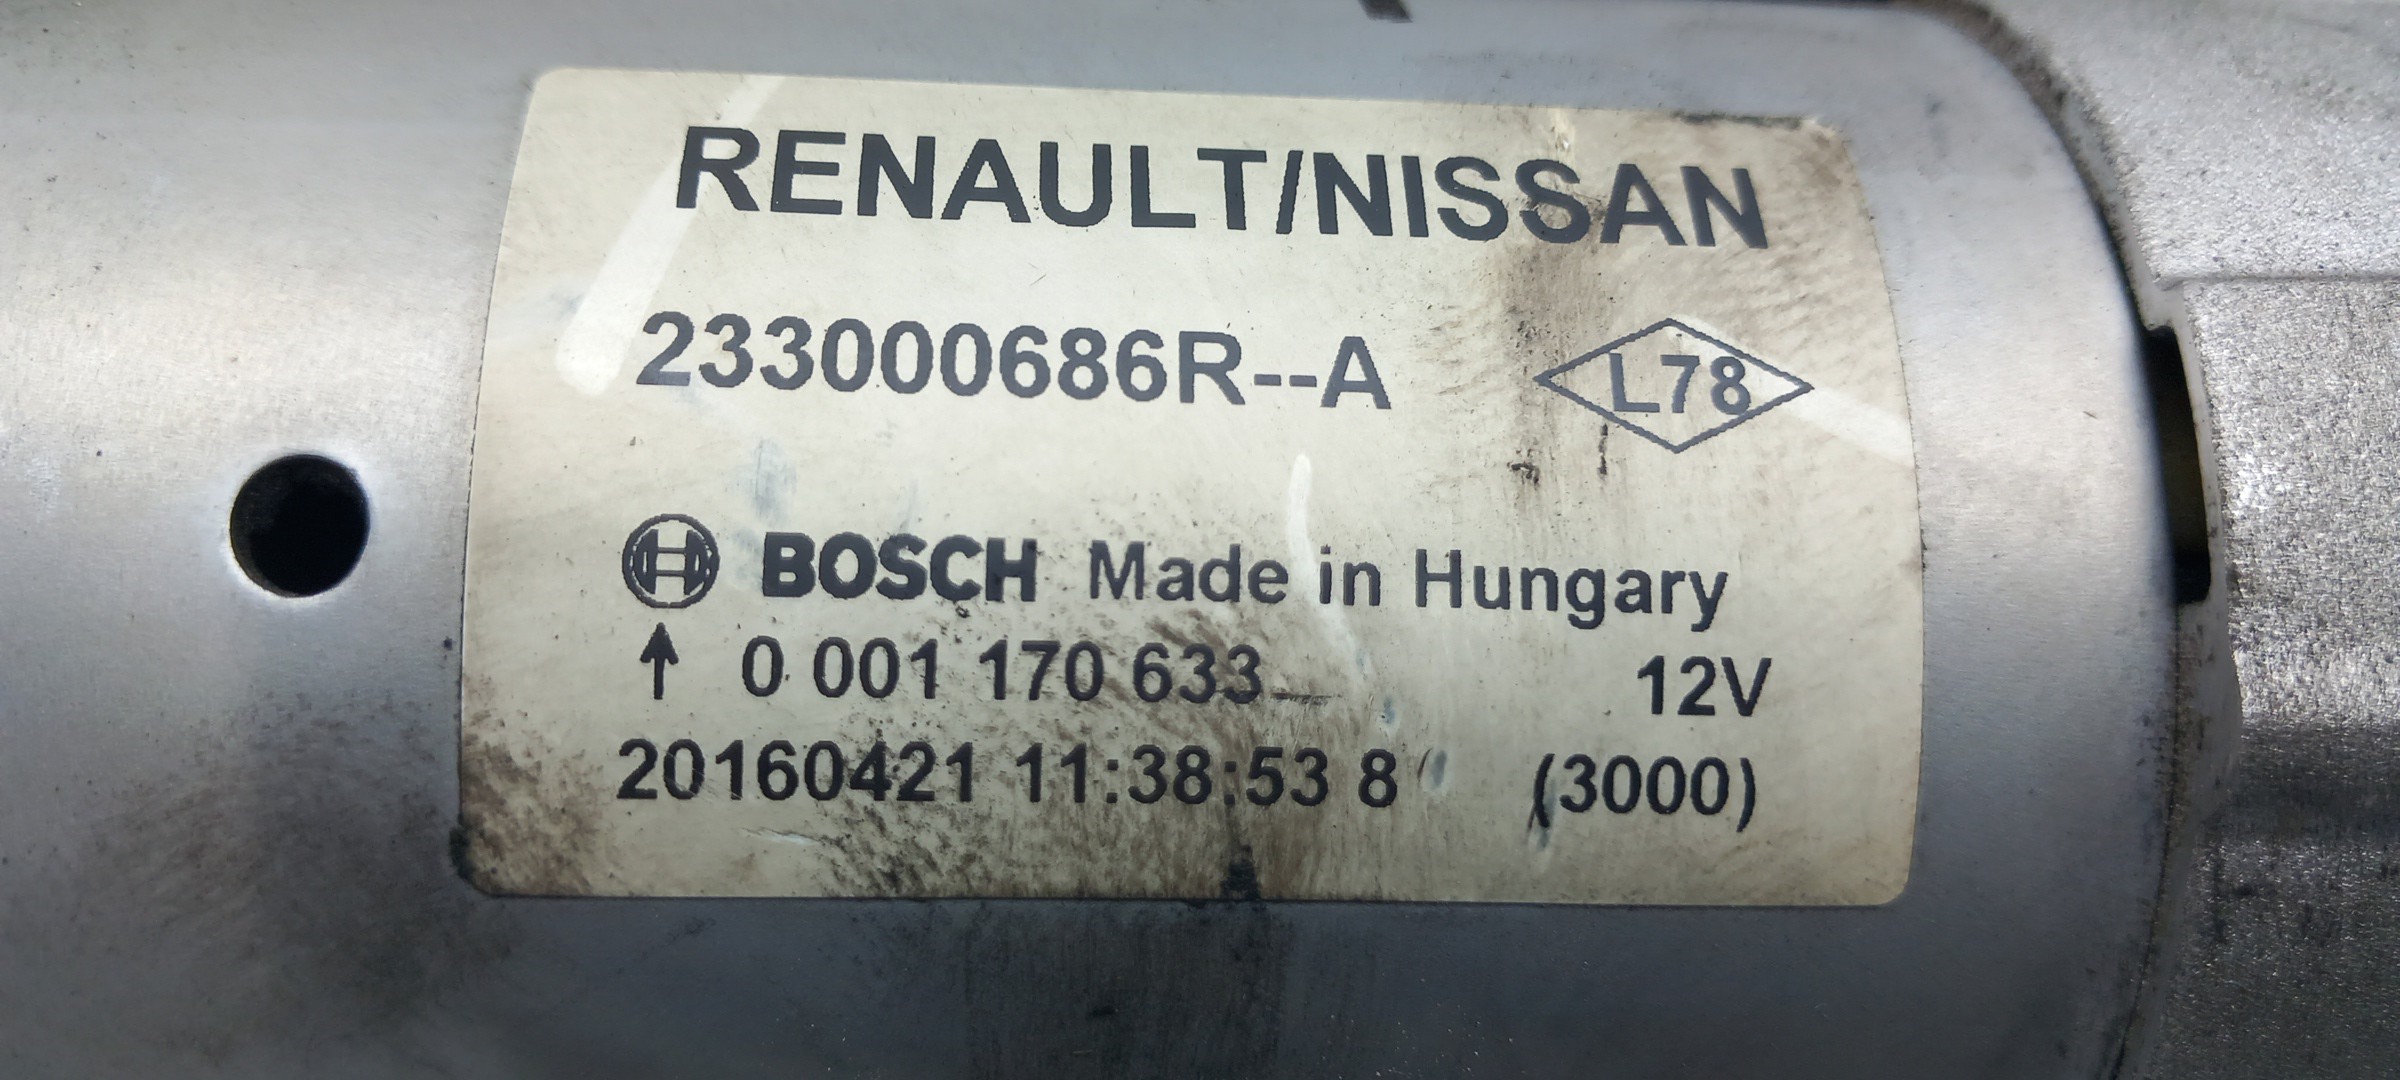 RENAULT/NISSAN
233000686R--A L78
BOSCH Made in Hungary
↑ 0 001 170 633 12V
20160421 11:38:53 8 (3000)